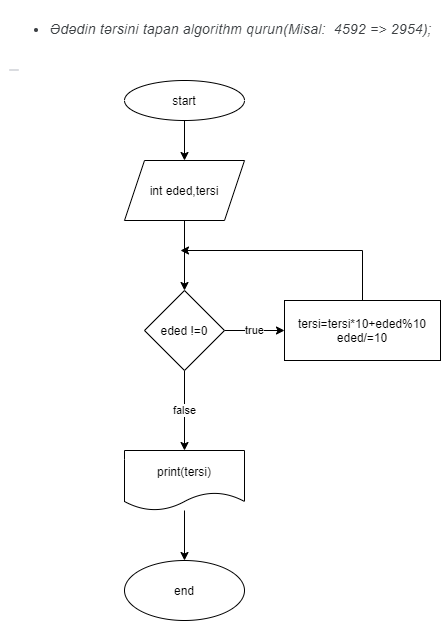 Ədədin tərsini tapan algorithm qurun(Misal: 4592 => 2954);
start
int eded,tersi
eded !=0
true
tersi=tersi*10+eded%10
eded/=10
false
print(tersi)
end